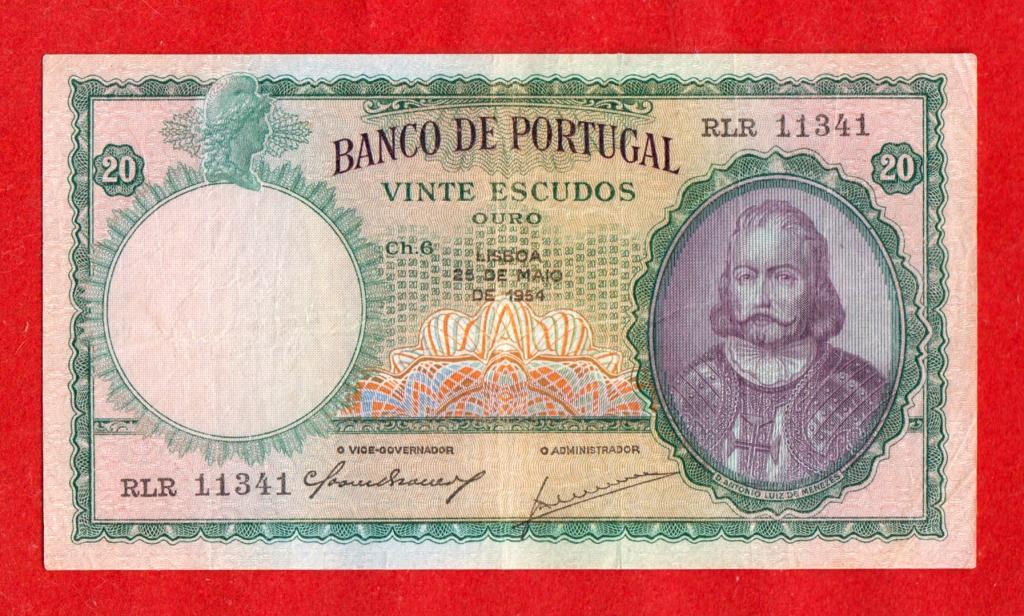 BANCO DE PORTUGAL
RLR 11341
20
20
VINTE ESCUDOS
OURO
Ch.6
LISBOA
25 DE MAIO
DE 1954
O VICE-GOVERNADOR
O ADMINISTRADOR
RLR 11341
D. ANTONIO LUIZ DE MENEZES